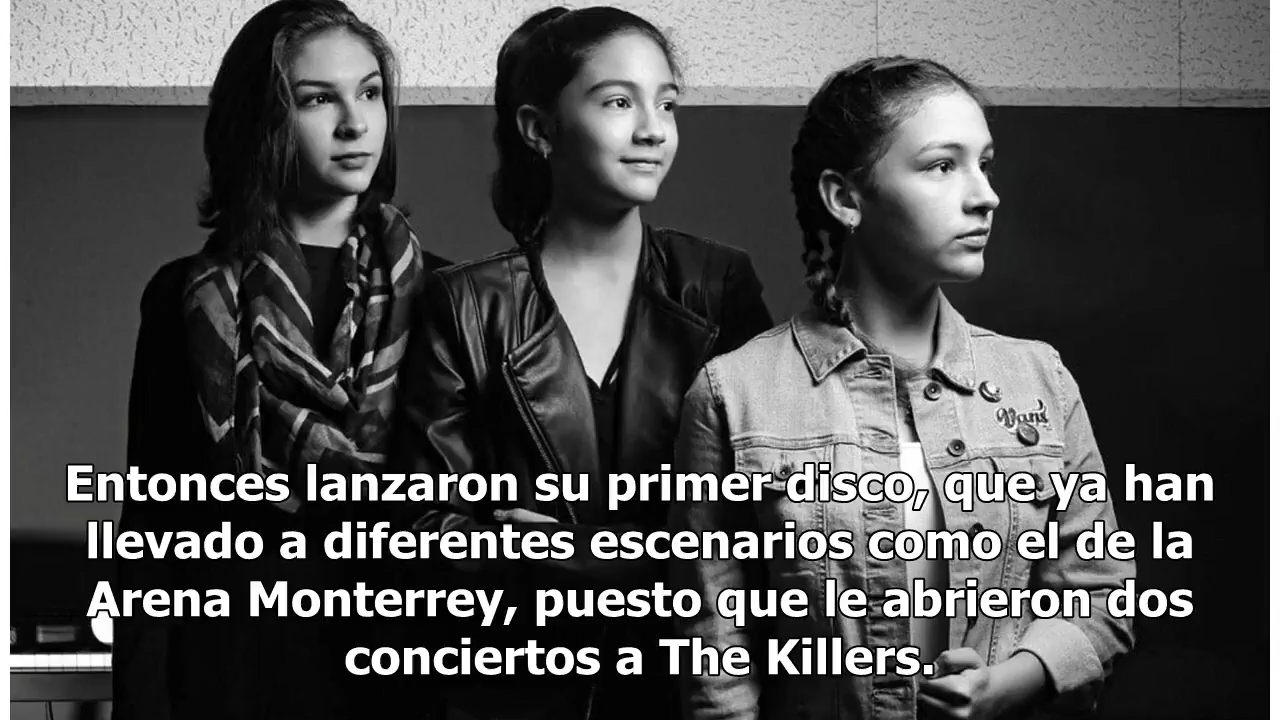 Vans
Entonces lanzaron su primer disco, que ya han
llevado a diferentes escenarios como el de la
Arena Monterrey, puesto que le abrieron dos
conciertos a The Killers.